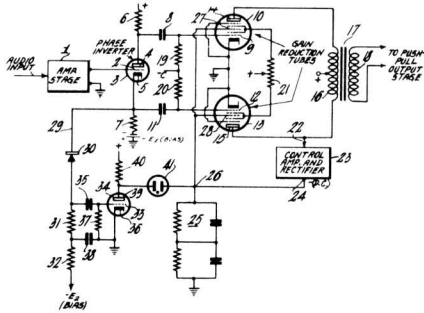 AUDIO
INPUT
1
AMP.
STAGE
PHASE
INVERTER
2
3
4
5
6
+
7
-E₂ (BIAS)
8
19
-C
20
11
27
14
10
9
GAIN
REDUCTION
TUBES
+
21
12
28
13
15
16
17
18
+
TO PUSH-
PULL
OUTPUT
STAGE
22
CONTROL
AMP. AND
RECTIFIER
23
24
(D.C.)
29
30
+
40
41
26
35
34
39
33
31
37
36
38
32
25
-E₂
(BIAS)